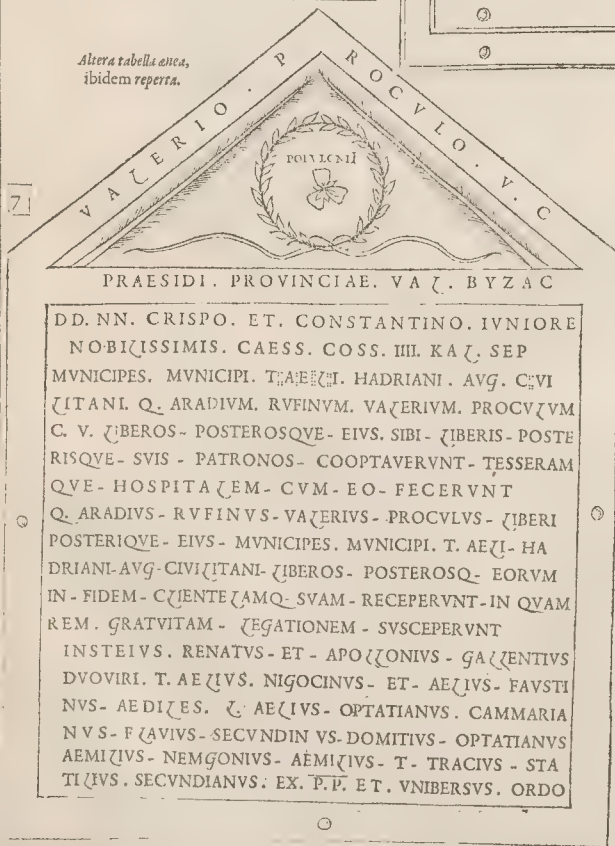 Altera tabella ænea,
ibidem reperta.
VALERIO. PROCVLO. V. C
7
PRAESIDI. PROVINCIAE. VAL. BYZAC
DD. NN. CRISPO. ET. CONSTANTINO. IVNIORE
NOBILISSIMIS. CAESS. COSS. IIII. KAL. SEP
MVNICIPES. MVNICIPI. HADRIANI. AVG. C::VI
LITANI. Q. ARADIVM. RVFINVM. VALERIVM. PROCVLVM
C. V. LIBEROS - POSTEROSQVE - EIVS. SIBI - LIBERIS - POSTE
RISQVE - SVIS - PATRONOS - COOPTAVERVNT - TESSERAM
QVE - HOSPITALEM - CVM - EO - FECERVNT
Q. ARADIVS - RVFINVS - VALERIVS - PROCVLVS - LIBERI
POSTERIQVE - EIVS - MVNICIPES. MVNICIPI. T. AELI - HA
DRIANI - AVG - CIVILITANI - LIBEROS - POSTEROSQ - EORVM
IN - FIDEM - CLIENTELAMQ - SVAM - RECEPERVNT - IN QVAM
REM. GRATVITAM - LEGATIONEM - SVSCEPERVNT
INSTEIVS. RENATVS - ET - APOLLONIVS - GALLENTIVS
DVOVIRI. T. AELIVS. NIGOCINVS - ET - AELIVS - FAVSTI
NVS - AEDILES. L. AELIVS - OPTATIANVS. CAMMARIA
NVS - FLAVIVS - SECVNDIN VS - DOMITIVS - OPTATIANVS
AEMILIVS - NEMGONIVS - AEMILIVS - T - TRACIVS - STA
TILIVS. SECVNDIANVS. EX. P.P. ET. VNIBERSVS. ORDO